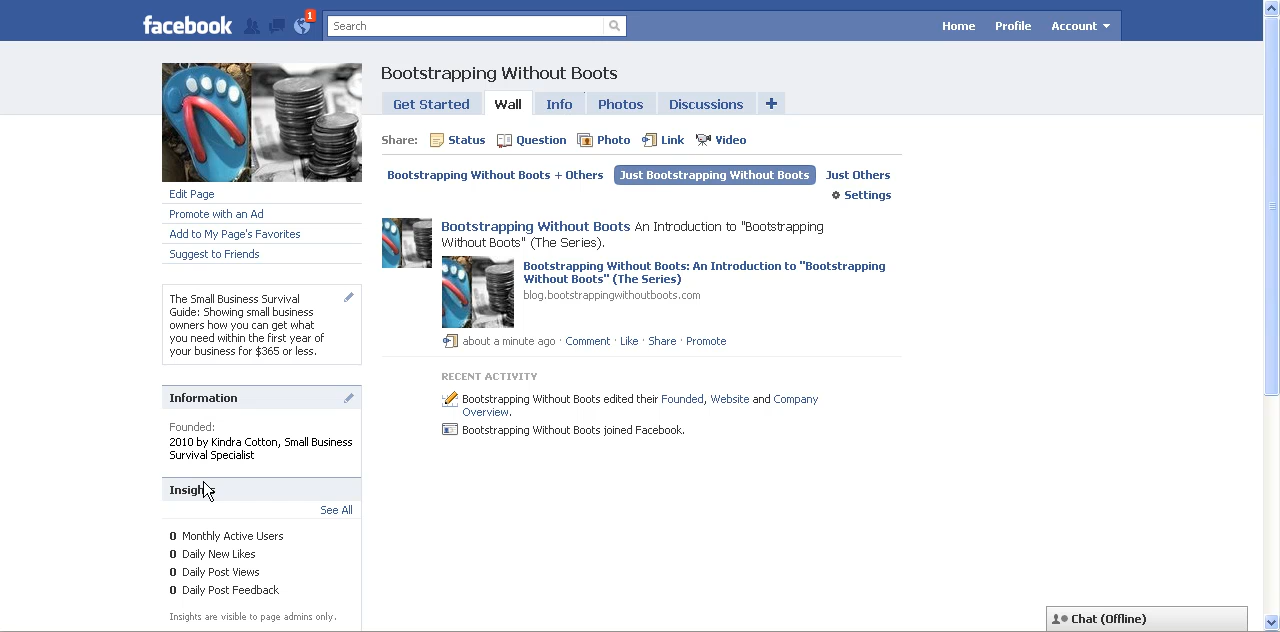 facebook
1
Search
Home
Profile
Account
Bootstrapping Without Boots
Get Started
Wall
Info
Photos
Discussions
+
Share:
Status
Question
Photo
Link
Video
Bootstrapping Without Boots + Others
Just Bootstrapping Without Boots
Just Others
Settings
Edit Page
Promote with an Ad
Add to My Page's Favorites
Suggest to Friends
The Small Business Survival
Guide: Showing small business
owners how you can get what
you need within the first year of
your business for $365 or less.
Information
Founded:
2010 by Kindra Cotton, Small Business
Survival Specialist
Insights
See All
0 Monthly Active Users
0 Daily New Likes
0 Daily Post Views
0 Daily Post Feedback
Insights are visible to page admins only.
Bootstrapping Without Boots An Introduction to "Bootstrapping
Without Boots" (The Series).
Bootstrapping Without Boots: An Introduction to "Bootstrapping
Without Boots" (The Series)
blog.bootstrappingwithoutboots.com
about a minute ago · Comment · Like · Share · Promote
RECENT ACTIVITY
Bootstrapping Without Boots edited their Founded, Website and Company
Overview.
Bootstrapping Without Boots joined Facebook.
Chat (Offline)